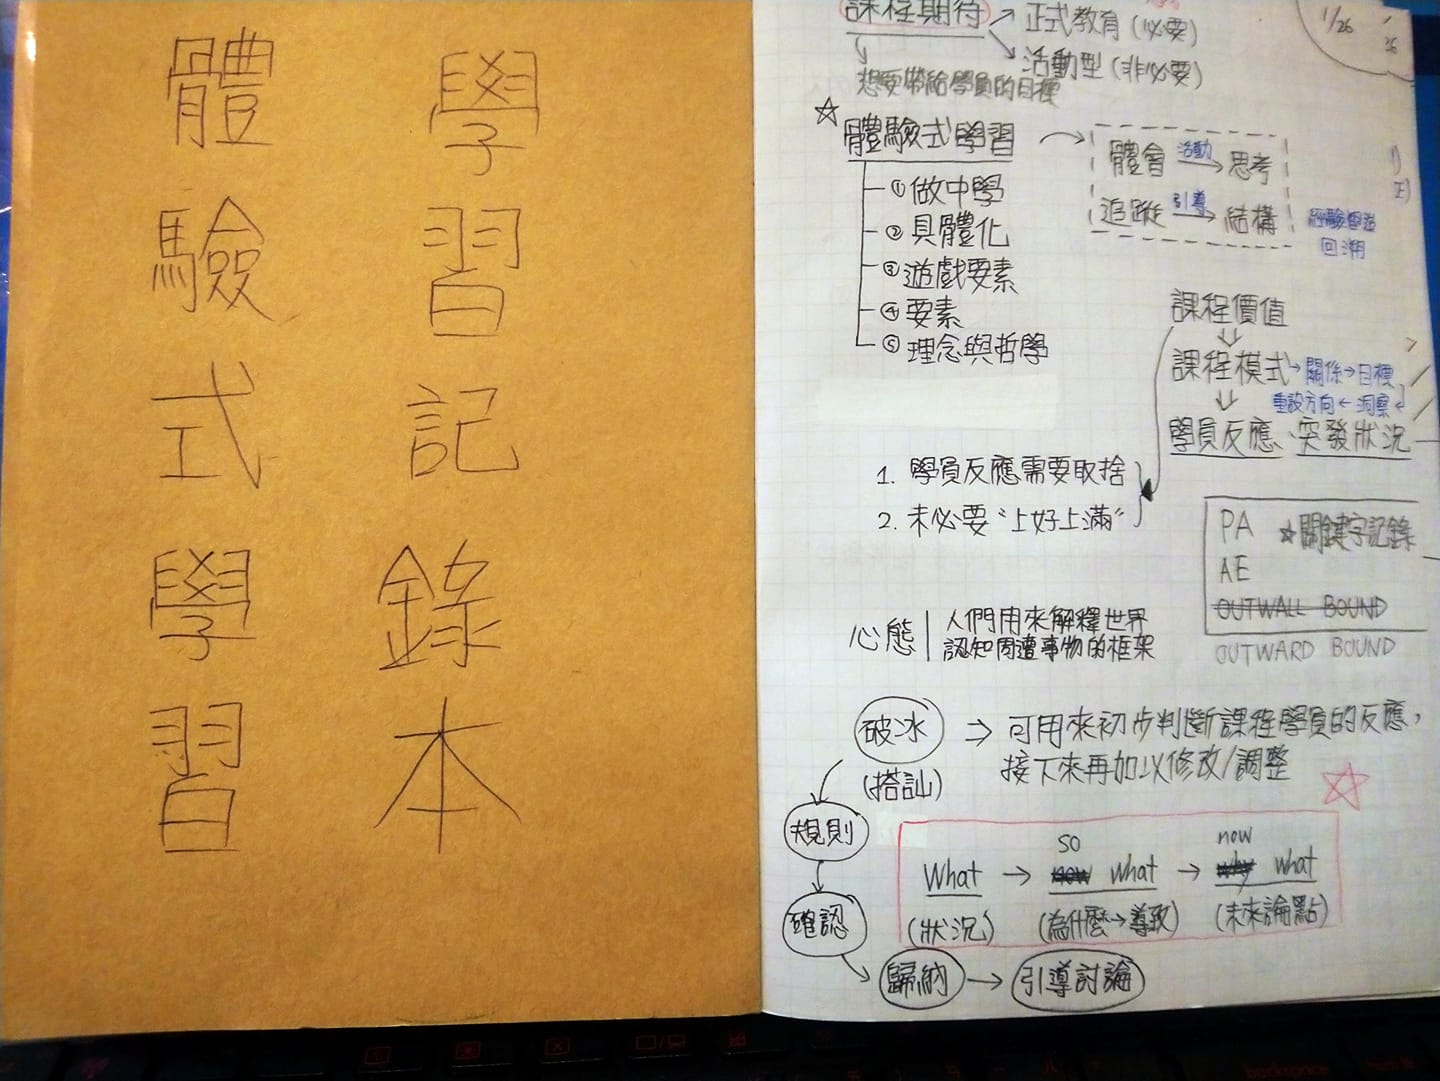 體驗式學習
學習記錄本
1/26
課程期待
正式教育(必要)
活動型(非必要)
想要帶給學員的目標
體驗式學習
①做中學
②具體化
③遊戲要素
④要素
⑤理念與哲學
體會 活動 思考
追蹤 引導 結構
回溯
課程價值
課程模式→關係→目標
重設方向←洞察
學員反應、突發狀況
1. 學員反應需要取捨
2. 未必要"上好上滿"
PA ☆關鍵字記錄
AE
OUTWALL BOUND
OUTWARD BOUND
心態 人們用來解釋世界
認知周遭事物的框架
破冰 ⇒ 可用來初步判斷課程學員的反應,
接下來再加以修改/調整
(搭訕)
規則
確認
歸納→引導討論
so now
What → what → what
(狀況) (為什麼→導致) (未來論點)